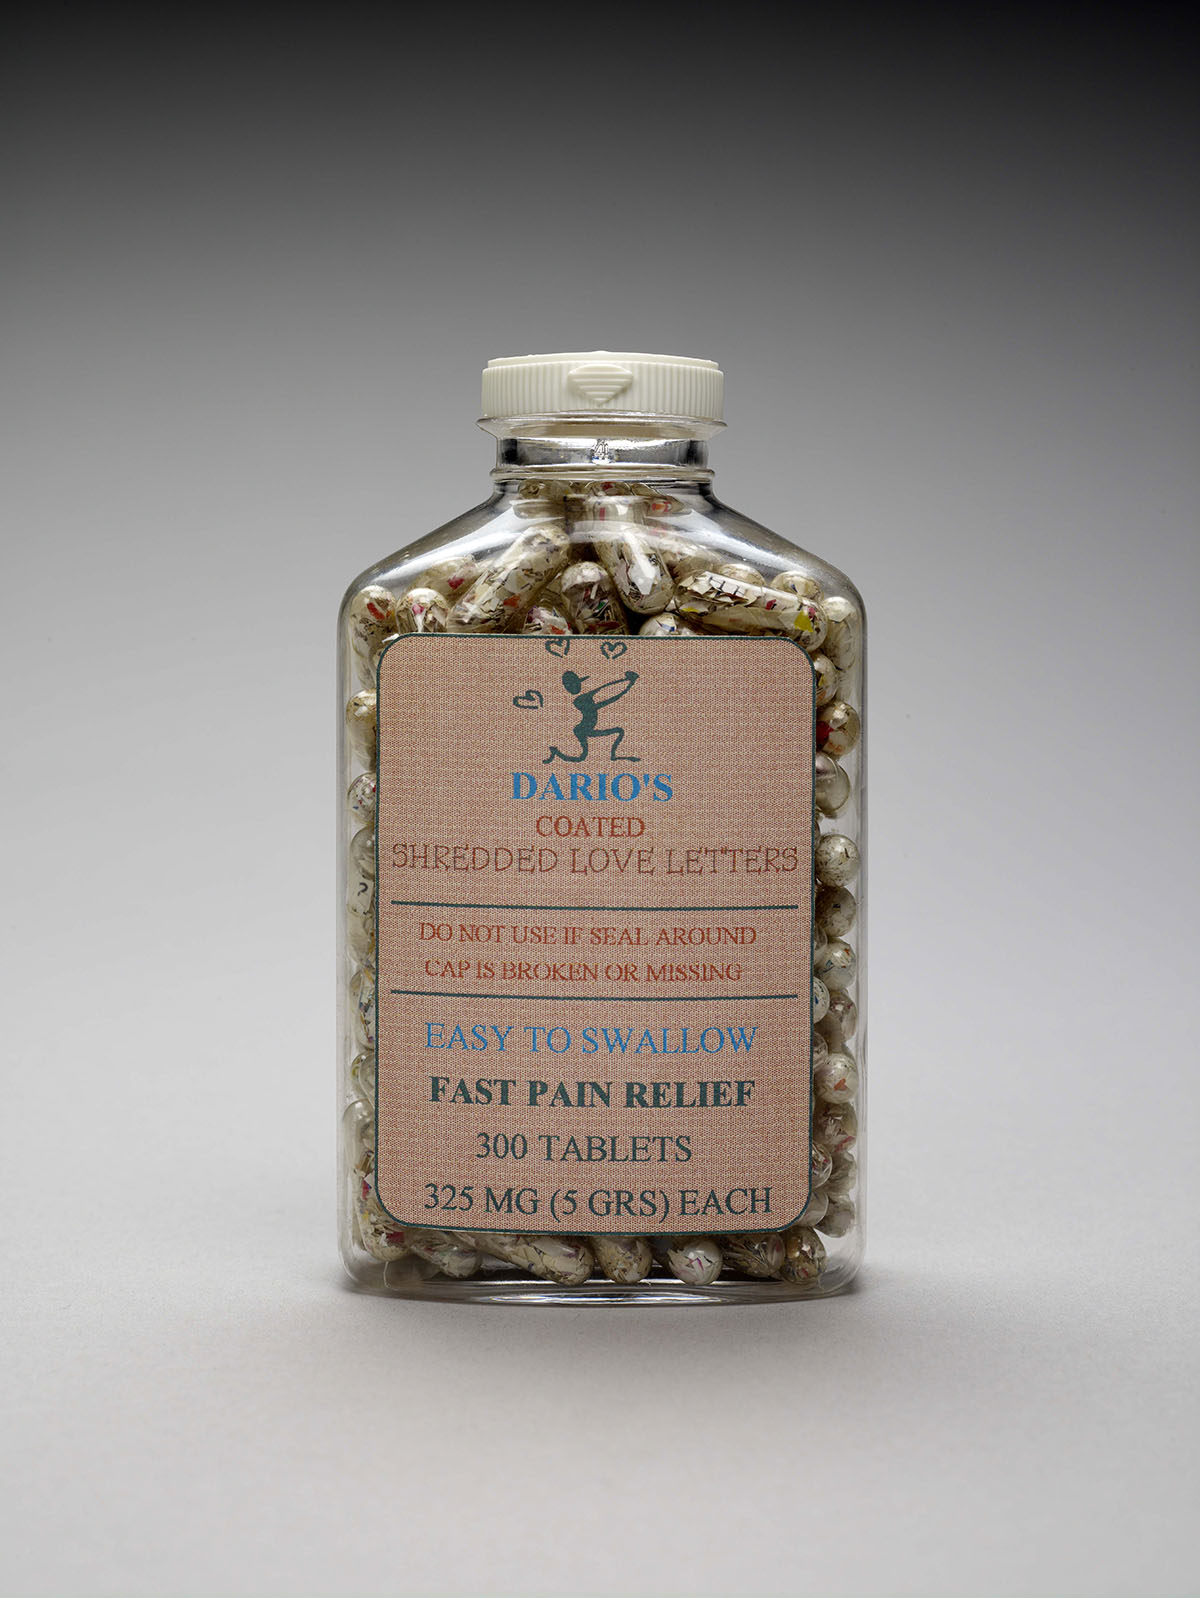 DARIO'S
COATED
SHREDDED LOVE LETTERS
DO NOT USE IF SEAL AROUND
CAP IS BROKEN OR MISSING
EASY TO SWALLOW
FAST PAIN RELIEF
300 TABLETS
325 MG (5 GRS) EACH